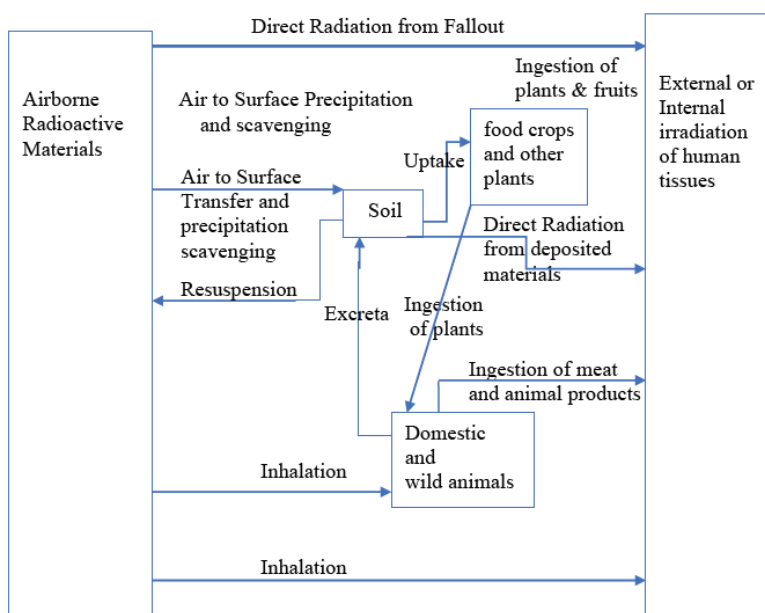 Direct Radiation from Fallout
Airborne
Radioactive
Materials
Air to Surface Precipitation
and scavenging
Ingestion of
plants & fruits
External or
Internal
irradiation
of human
tissues
food crops
and other
plants
Uptake
Air to Surface
Transfer and
precipitation
scavenging
Soil
Direct Radiation
from deposited
materials
Resuspension
Excreta
Ingestion
of plants
Ingestion of meat
and animal products
Domestic
and
wild animals
Inhalation
Inhalation